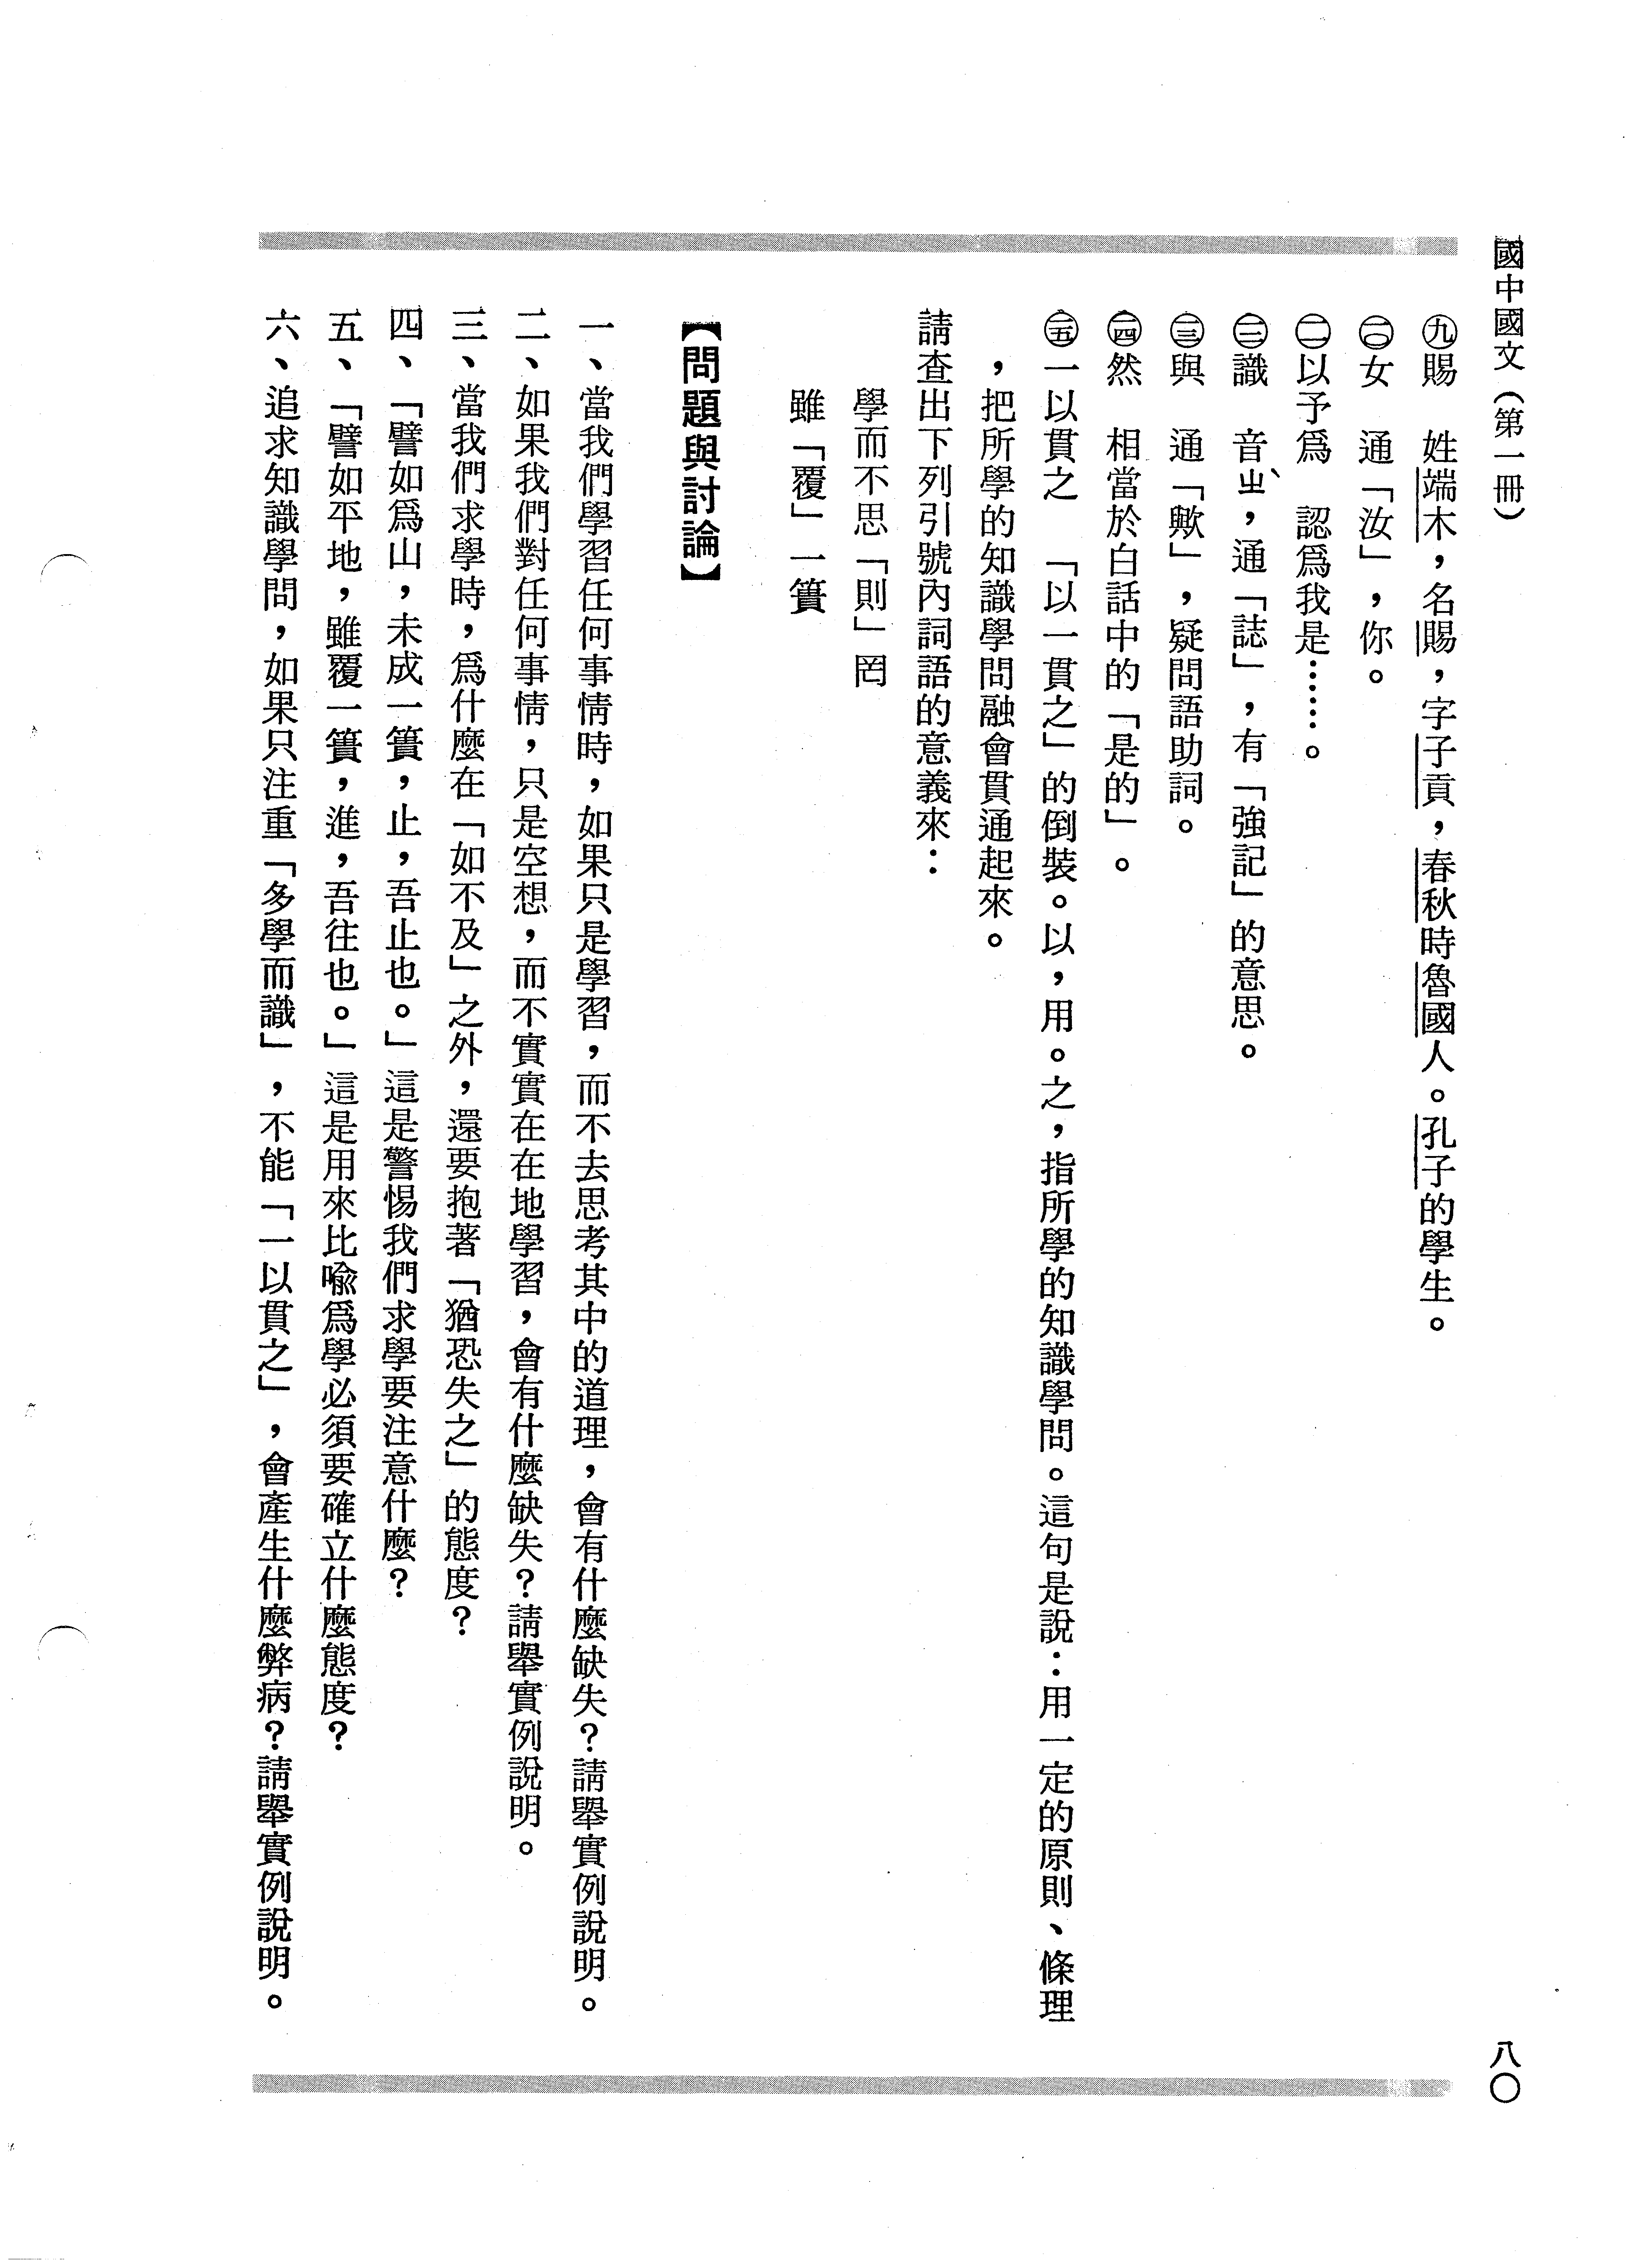 國中國文（第一冊）
八〇
㊈賜　姓端木，名賜，字子貢，春秋時魯國人。孔子的學生。
㊉女　通「汝」，你。
⑪以予爲　認爲我是……。
⑫識　音ㄓˋ，通「誌」，有「強記」的意思。
⑬與　通「歟」，疑問語助詞。
⑭然　相當於白話中的「是的」。
⑮一以貫之　「以一貫之」的倒裝。以，用。之，指所學的知識學問。這句是說：用一定的原則、條理
，把所學的知識學問融會貫通起來。
請查出下列引號內詞語的意義來：
學而不思「則」罔
雖「覆」一簣
【問題與討論】
一、當我們學習任何事情時，如果只是學習，而不去思考其中的道理，會有什麼缺失？請舉實例說明。
二、如果我們對任何事情，只是空想，而不實實在在地學習，會有什麼缺失？請舉實例說明。
三、當我們求學時，爲什麼在「如不及」之外，還要抱著「猶恐失之」的態度？
四、「譬如爲山，未成一簣，止，吾止也。」這是警惕我們求學要注意什麼？
五、「譬如平地，雖覆一簣，進，吾往也。」這是用來比喻爲學必須要確立什麼態度？
六、追求知識學問，如果只注重「多學而識」，不能「一以貫之」，會產生什麼弊病？請舉實例說明。